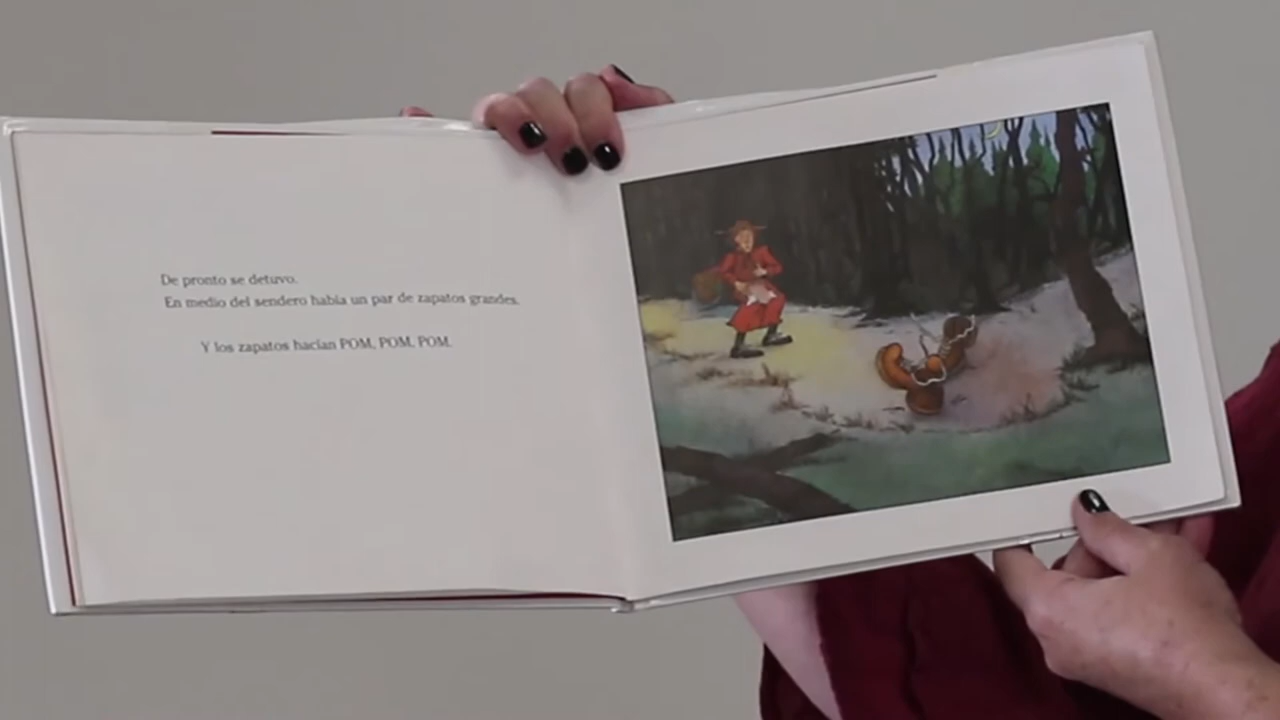 De pronto se detuvo.
En medio del sendero había un par de zapatos grandes.
Y los zapatos hacían POM, POM, POM.